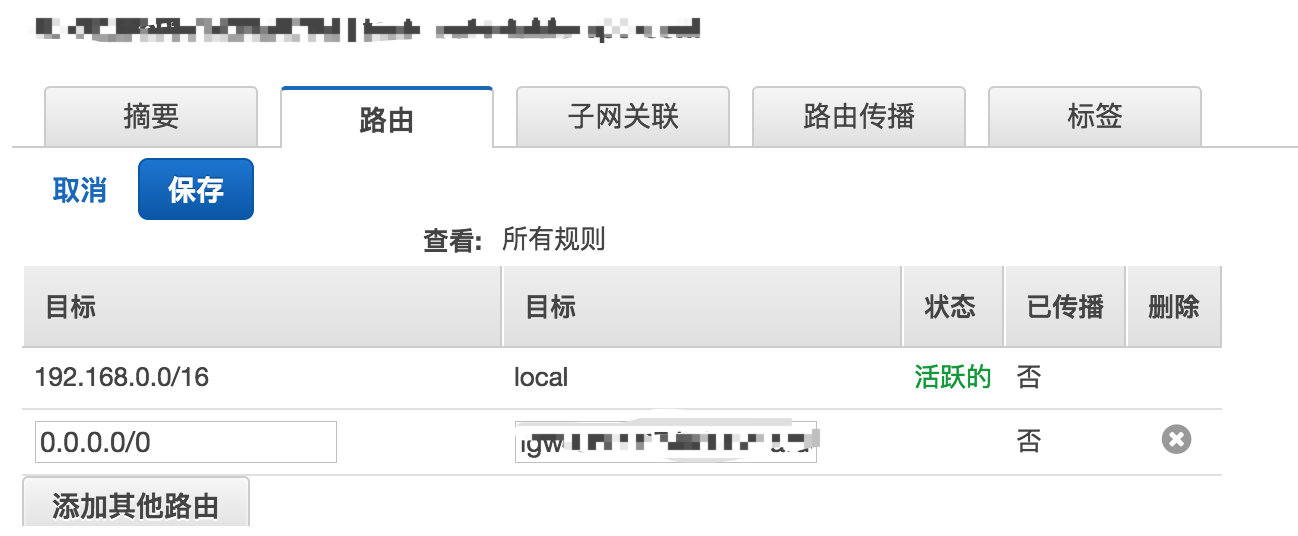 摘要 路由 子网关联 路由传播 标签
取消 保存
查看: 所有规则
目标 目标 状态 已传播 删除
192.168.0.0/16 local 活跃的 否
0.0.0.0/0 否
添加其他路由